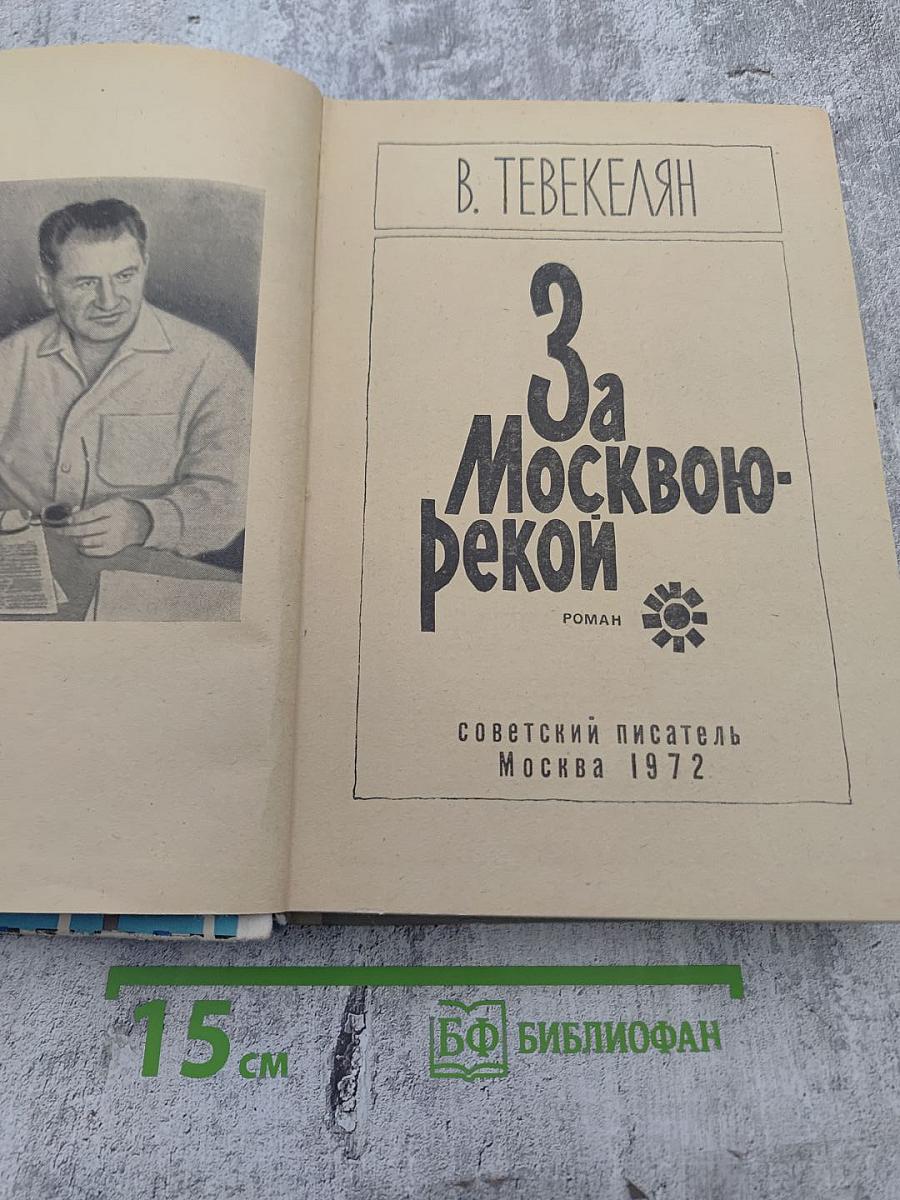 В. ТЕВЕКЕЛЯН
За
Москвою-
рекой
РОМАН
советский писатель
Москва 1972
15 см
БФ БИБЛИОФАН